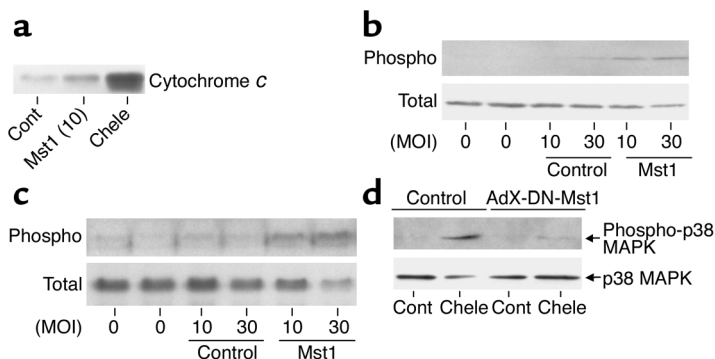 a
Cytochrome c
Cont
Mst1 (10)
Chele
b
Phospho
Total
(MOI) 0 0 10 30 10 30
Control Mst1
c
Phospho
Total
(MOI) 0 0 10 30 10 30
Control Mst1
d
Control AdX-DN-Mst1
Phospho-p38
MAPK
p38 MAPK
Cont Chele Cont Chele